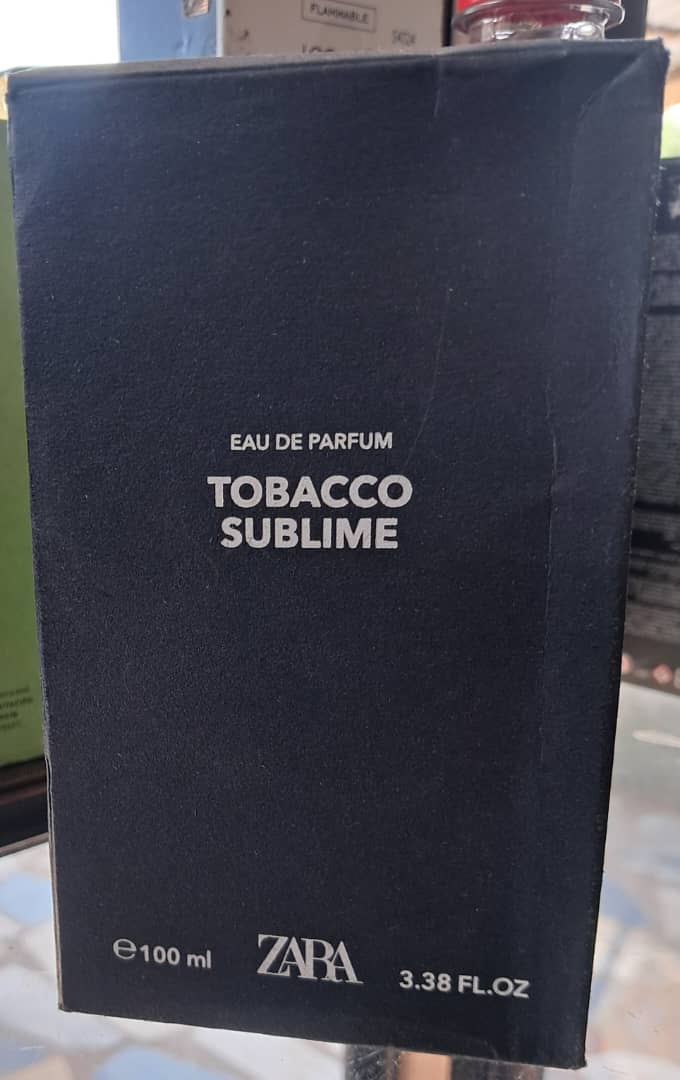 FLAMMABLE
EAU DE PARFUM
TOBACCO
SUBLIME
℮100 ml ZARA 3.38 FL.OZ